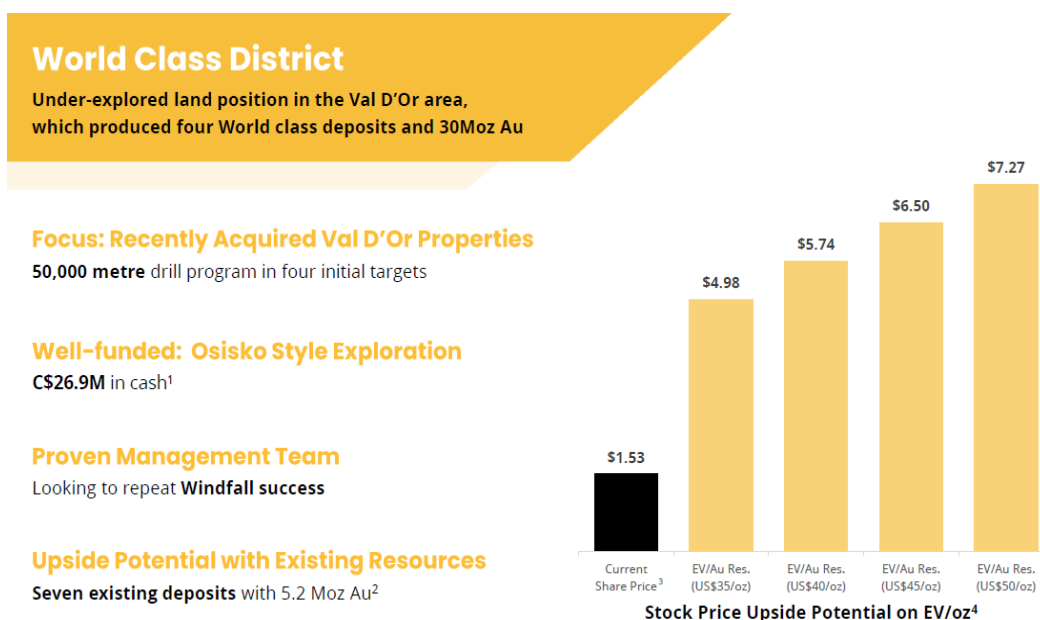 World Class District
Under-explored land position in the Val D’Or area,
which produced four World class deposits and 30Moz Au
Focus: Recently Acquired Val D’Or Properties
50,000 metre drill program in four initial targets
Well-funded: Osisko Style Exploration
C$26.9M in cash¹
Proven Management Team
Looking to repeat Windfall success
Upside Potential with Existing Resources
Seven existing deposits with 5.2 Moz Au²
$1.53
$4.98
$5.74
$6.50
$7.27
Current
Share Price³
EV/Au Res.
(US$35/oz)
EV/Au Res.
(US$40/oz)
EV/Au Res.
(US$45/oz)
EV/Au Res.
(US$50/oz)
Stock Price Upside Potential on EV/oz⁴